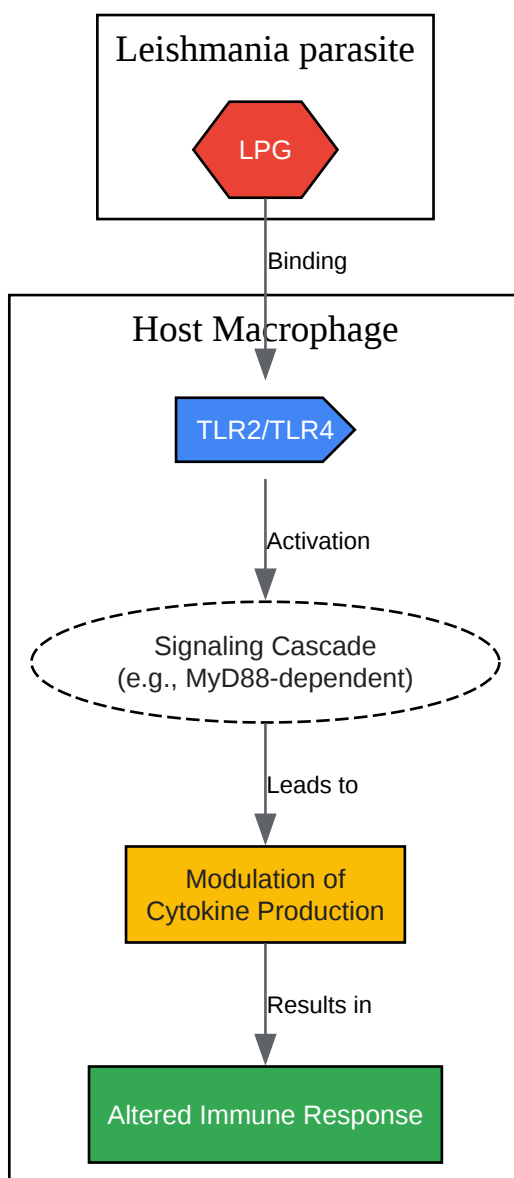 Leishmania parasite
LPG
Binding
Host Macrophage
TLR2/TLR4
Activation
Signaling Cascade
(e.g., MyD88-dependent)
Leads to
Modulation of
Cytokine Production
Results in
Altered Immune Response